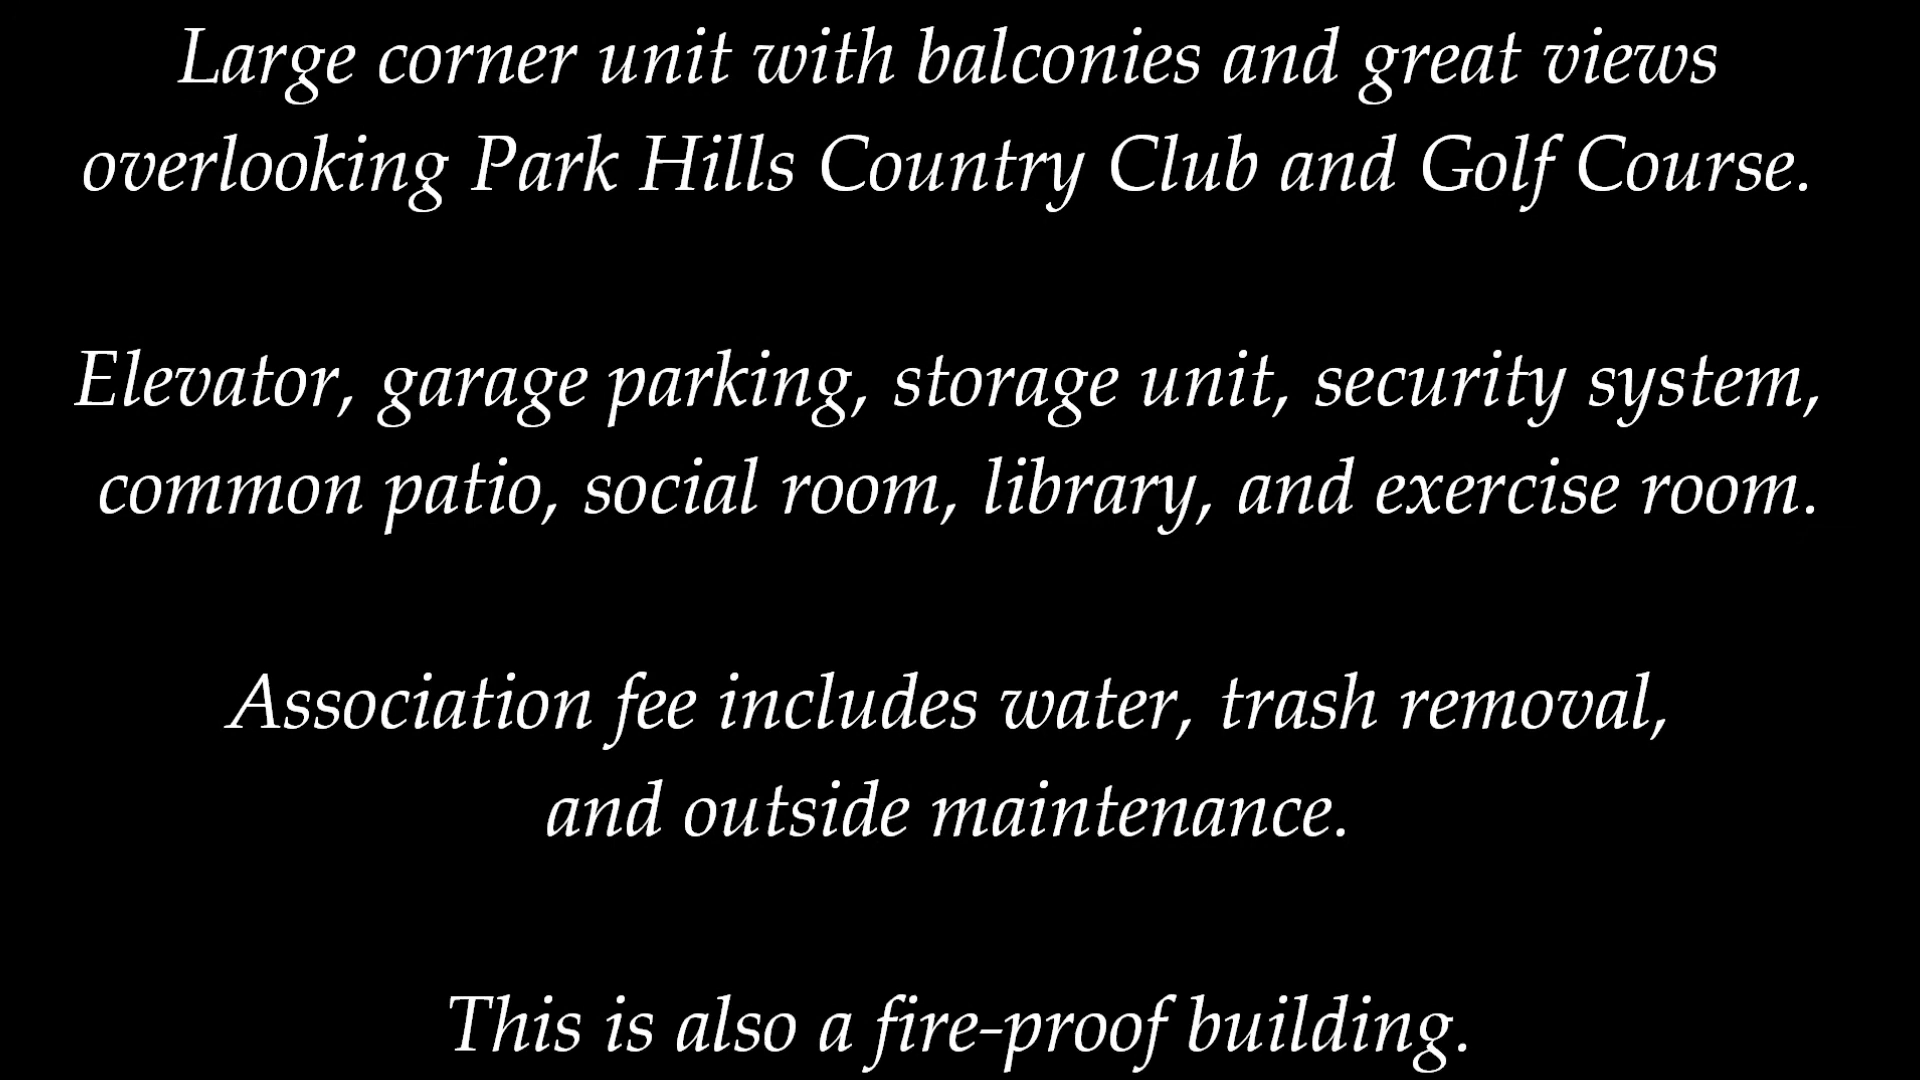 Large corner unit with balconies and great views
overlooking Park Hills Country Club and Golf Course.
Elevator, garage parking, storage unit, security system,
common patio, social room, library, and exercise room.
Association fee includes water, trash removal,
and outside maintenance.
This is also a fire-proof building.